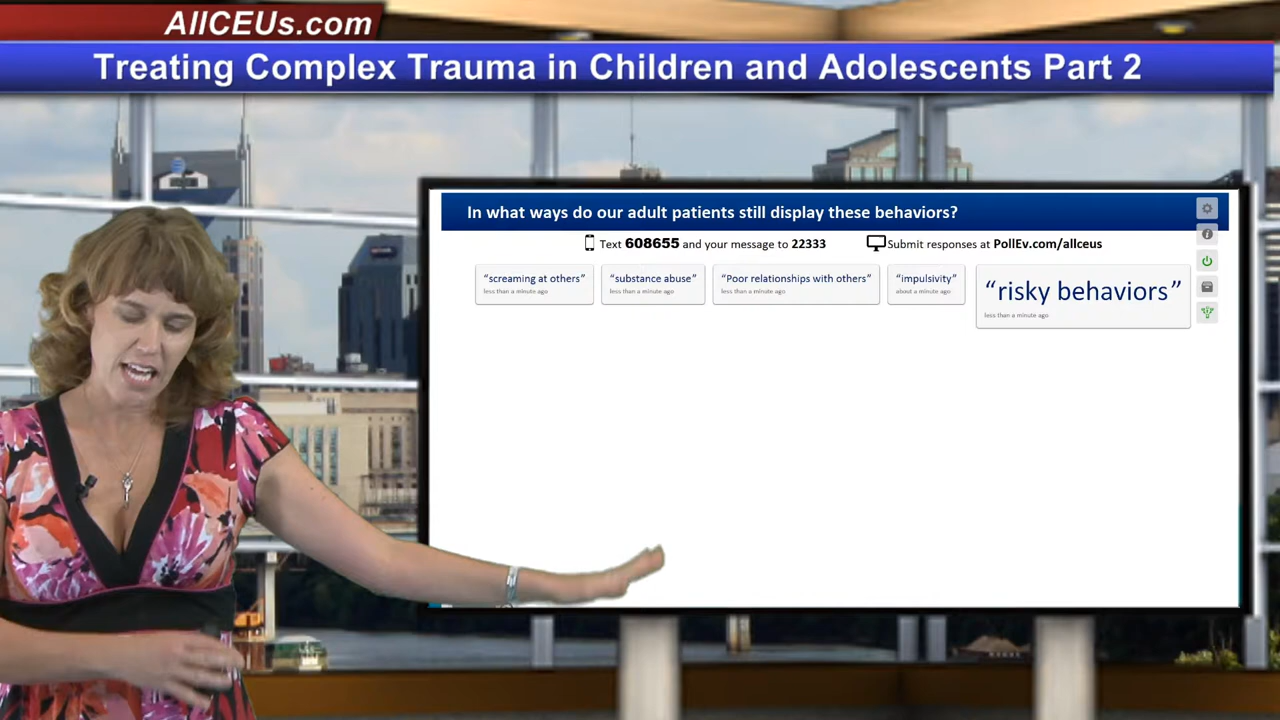 AllCEUs.com
Treating Complex Trauma in Children and Adolescents Part 2
In what ways do our adult patients still display these behaviors?
Text 608655 and your message to 22333
Submit responses at PollEv.com/allceus
“screaming at others”
less than a minute ago
“substance abuse”
less than a minute ago
“Poor relationships with others”
less than a minute ago
“impulsivity”
about a minute ago
“risky behaviors”
less than a minute ago